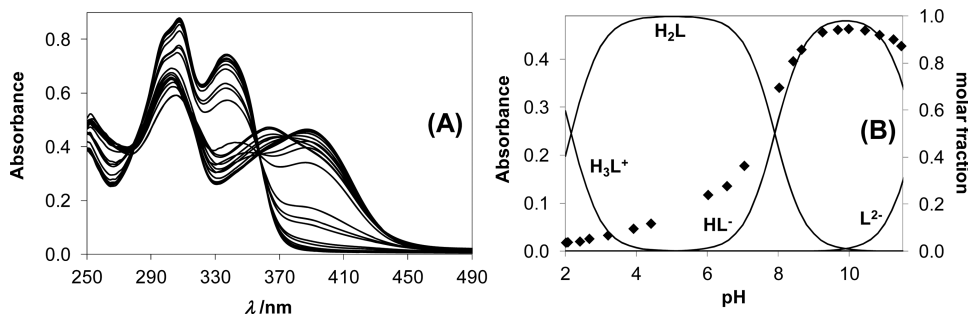 (A)
Absorbance
0.8
0.6
0.4
0.2
0.0
250 290 330 370 410 450 490
λ /nm
(B)
Absorbance
0.4
0.3
0.2
0.1
0.0
H₂L
H₃L⁺
HL⁻
L²⁻
1.0
0.8
0.6
0.4
0.2
0.0
molar fraction
2 4 6 8 10
pH